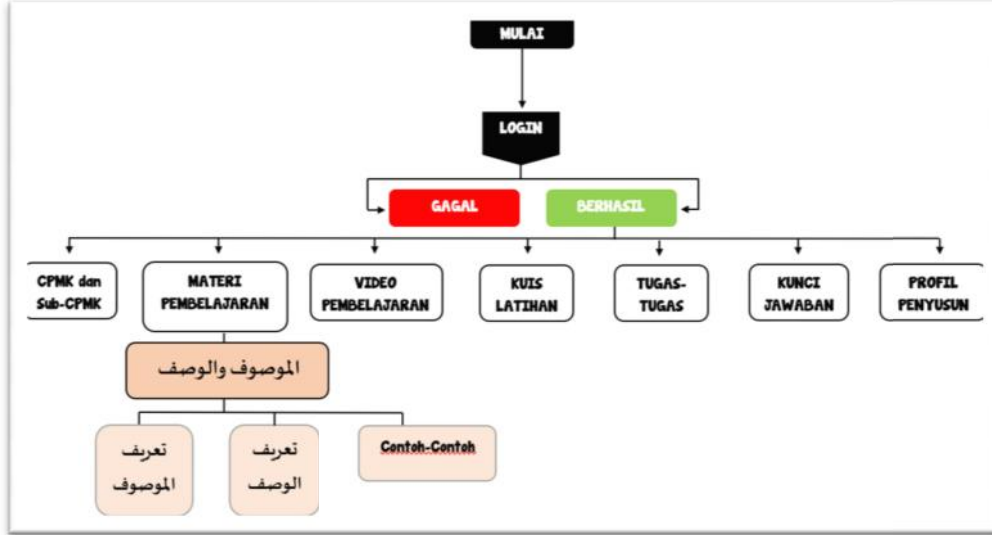 MULAI
LOGIN
GAGAL
BERHASIL
CPMK dan
Sub-CPMK
MATERI
PEMBELAJARAN
VIDEO
PEMBELAJARAN
KUIS
LATIHAN
TUGAS-
TUGAS
KUNCI
JAWABAN
PROFIL
PENYUSUN
الموصوف والوصف
تعريف
الموصوف
تعريف
الوصف
Contoh-Contoh